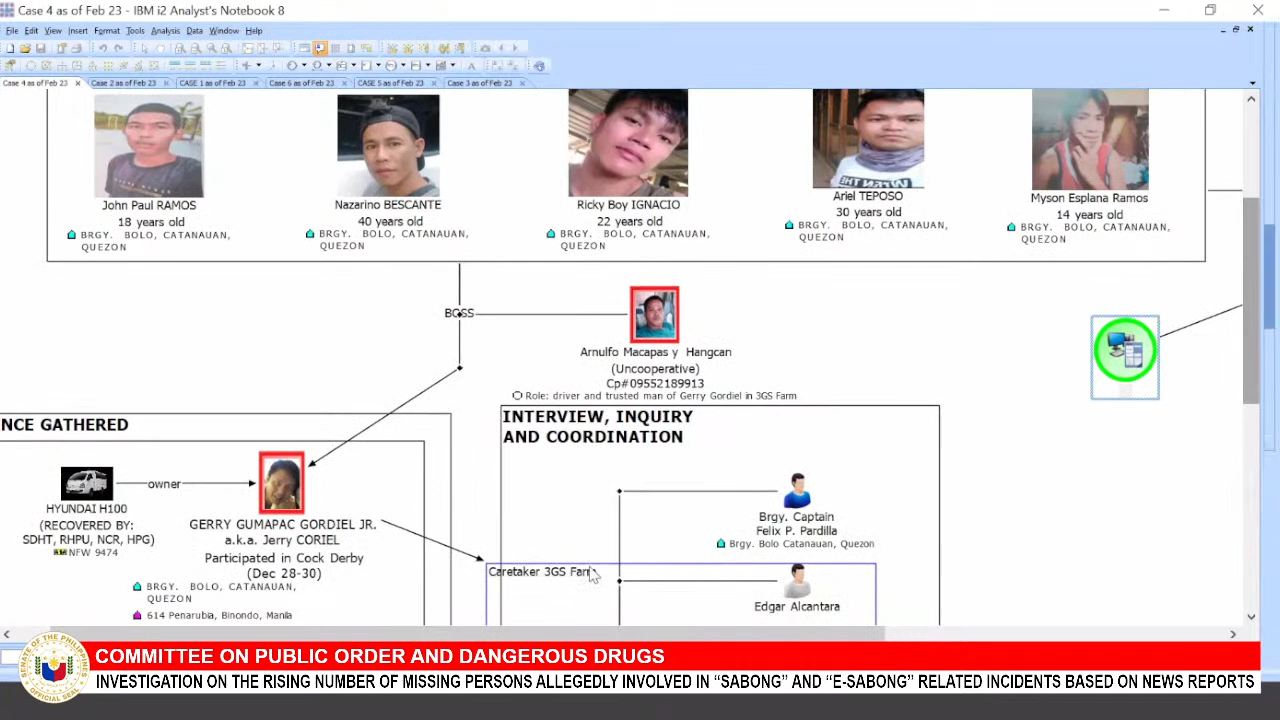 Case 4 as of Feb 23 - IBM i2 Analyst's Notebook 8
File Edit View Insert Format Tools Analysis Data Window Help
Case 4 as of Feb 23 Case 2 as of Feb 23 CASE 1 as of Feb 23 Case 6 as of Feb 23 CASE 5 as of Feb 23 Case 3 as of Feb 23
John Paul RAMOS
18 years old
BRGY. BOLO, CATANAUAN,
QUEZON
Nazarino BESCANTE
40 years old
BRGY. BOLO, CATANAUAN,
QUEZON
Ricky Boy IGNACIO
22 years old
BRGY. BOLO, CATANAUAN,
QUEZON
Ariel TEPOSO
30 years old
BRGY. BOLO, CATANAUAN,
QUEZON
Myson Esplana Ramos
14 years old
BRGY. BOLO, CATANAUAN,
QUEZON
BOSS
Arnulfo Macapas y Hangcan
(Uncooperative)
Cp#09552189913
Role: driver and trusted man of Gerry Gordiel in 3GS Farm
NCE GATHERED
owner
HYUNDAI H100
(RECOVERED BY:
SDHT, RHPU, NCR, HPG)
NFW 9474
GERRY GUMAPAC GORDIEL JR.
a.k.a. Jerry CORIEL
Participated in Cock Derby
(Dec 28-30)
BRGY. BOLO, CATANAUAN,
QUEZON
614 Penarubia, Binondo, Manila
INTERVIEW, INQUIRY
AND COORDINATION
Brgy. Captain
Felix P. Pardilla
Brgy. Bolo Catanauan, Quezon
Caretaker 3GS Farm
Edgar Alcantara
SENATE OF THE PHILIPPINES
OFFICIAL SEAL
COMMITTEE ON PUBLIC ORDER AND DANGEROUS DRUGS
INVESTIGATION ON THE RISING NUMBER OF MISSING PERSONS ALLEGEDLY INVOLVED IN “SABONG” AND “E-SABONG” RELATED INCIDENTS BASED ON NEWS REPORTS